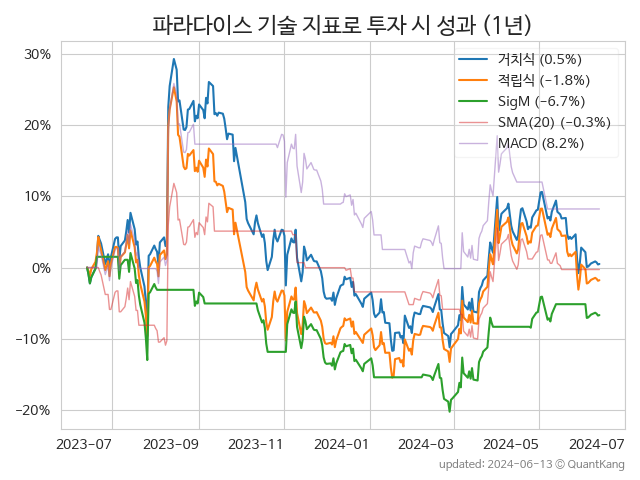 파라다이스 기술 지표로 투자 시 성과 (1년)
30%
20%
10%
0%
−10%
−20%
거치식 (0.5%)
적립식 (−1.8%)
SigM (−6.7%)
SMA(20) (−0.3%)
MACD (8.2%)
2023-07
2023-09
2023-11
2024-01
2024-03
2024-05
2024-07
updated: 2024-06-13 ⓒ QuantKang